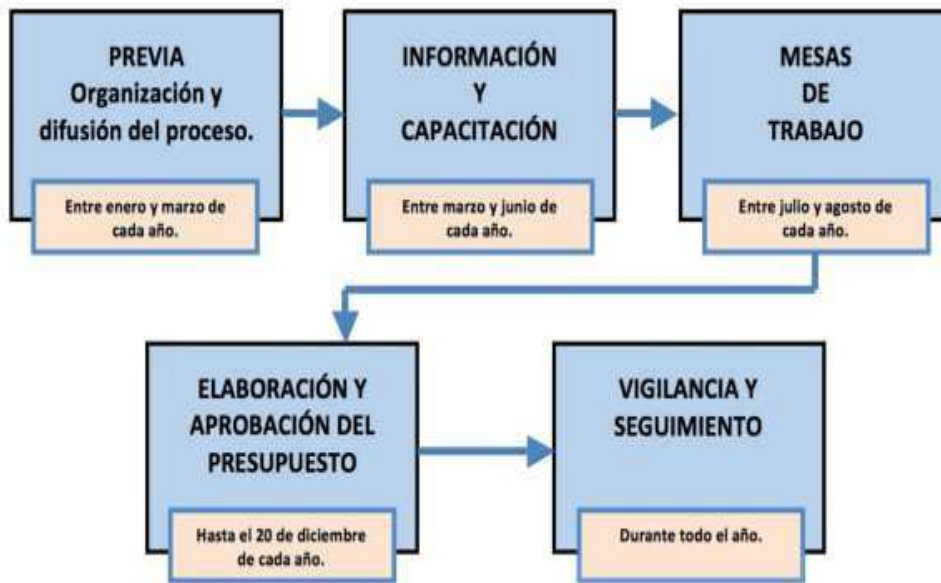 PREVIA
Organización y
difusión del proceso.
Entre enero y marzo de
cada año.
INFORMACIÓN
Y
CAPACITACIÓN
Entre marzo y junio de
cada año.
MESAS
DE
TRABAJO
Entre julio y agosto de
cada año.
ELABORACIÓN Y
APROBACIÓN DEL
PRESUPUESTO
Hasta el 20 de diciembre
de cada año.
VIGILANCIA Y
SEGUIMIENTO
Durante todo el año.